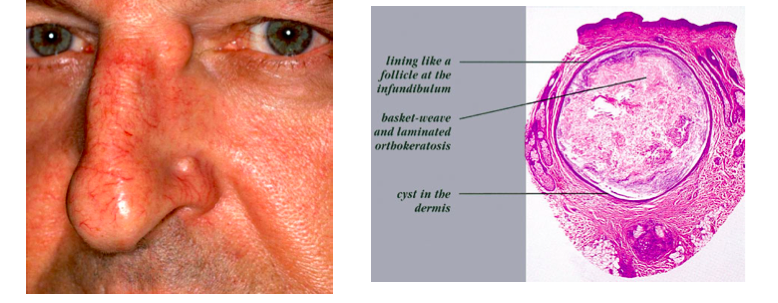 lining like a
follicle at the
infundibulum
basket-weave
and laminated
orthokeratosis
cyst in the
dermis